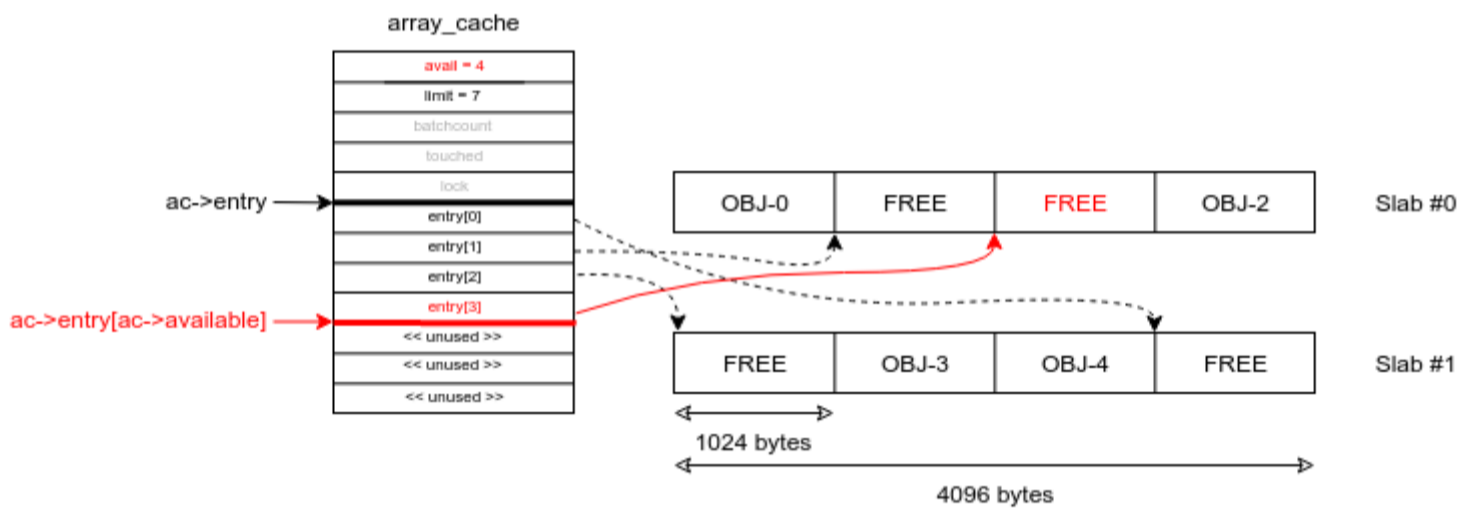 array_cache
avail = 4
limit = 7
batchcount
touched
lock
ac->entry
entry[0]
entry[1]
entry[2]
entry[3]
ac->entry[ac->available]
<< unused >>
<< unused >>
<< unused >>
OBJ-0 FREE FREE OBJ-2 Slab #0
FREE OBJ-3 OBJ-4 FREE Slab #1
1024 bytes
4096 bytes